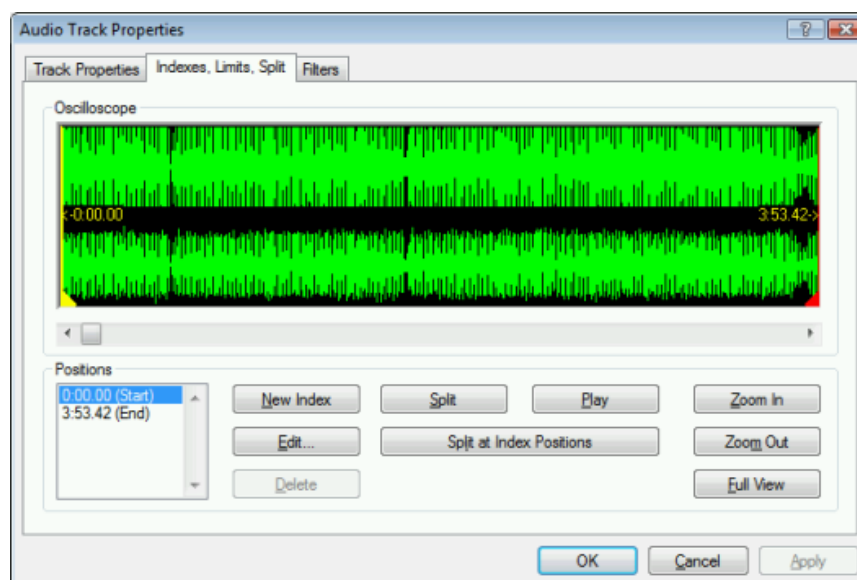 Audio Track Properties
Track Properties
Indexes, Limits, Split
Filters
Oscilloscope
<-0:00.00
3:53.42->
Positions
0:00.00 (Start)
3:53.42 (End)
New Index
Split
Play
Zoom In
Edit...
Split at Index Positions
Zoom Out
Delete
Full View
OK
Cancel
Apply